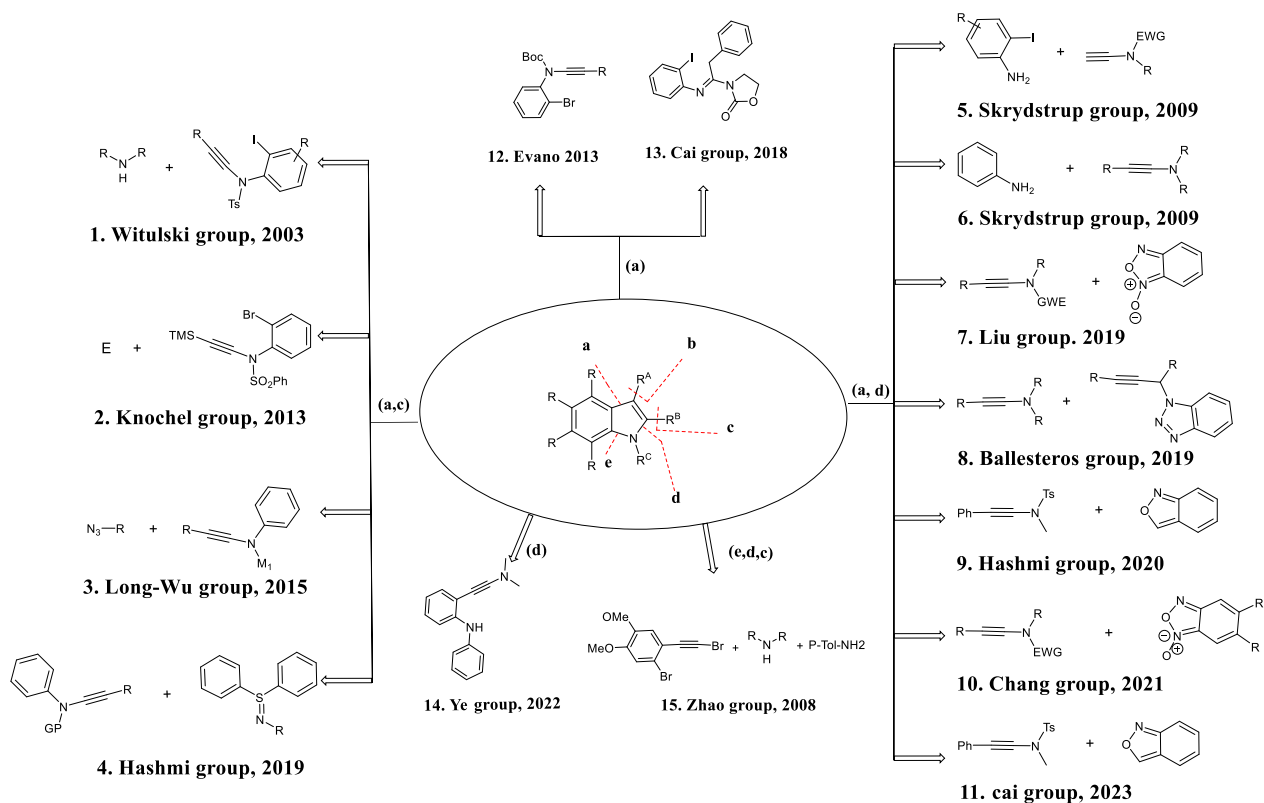 R
N
H
R
+
R
N
Ts
I
R
1. Witulski group, 2003
E
+
TMS
Br
N
SO2Ph
2. Knochel group, 2013
N3
R
+
R
N
M1
3. Long-Wu group, 2015
N
GP
R
+
S
N
R
4. Hashmi group, 2019
(a,c)
Boc
N
R
Br
12. Evano 2013
I
N
N
O
O
13. Cai group, 2018
(a)
a
b
R
RA
R
RB
R
N
c
R
RC
e
d
(d)
N
NH
14. Ye group, 2022
(e,d,c)
OMe
MeO
Br
Br
+
R
N
H
R
+ P-Tol-NH2
15. Zhao group, 2008
(a, d)
R
I
NH2
+
EWG
N
R
5. Skrydstrup group, 2009
NH2
+
R
N
R
R
6. Skrydstrup group, 2009
R
R
N
GWE
+
N
O
N
+
O
−
7. Liu group. 2019
R
R
N
R
+
R
R
N
N
N
8. Ballesteros group, 2019
Ph
Ts
N
+
N
O
9. Hashmi group, 2020
R
R
N
EWG
+
N
O
N
+
O
−
R
R
10. Chang group, 2021
Ph
Ts
N
+
N
O
11. cai group, 2023